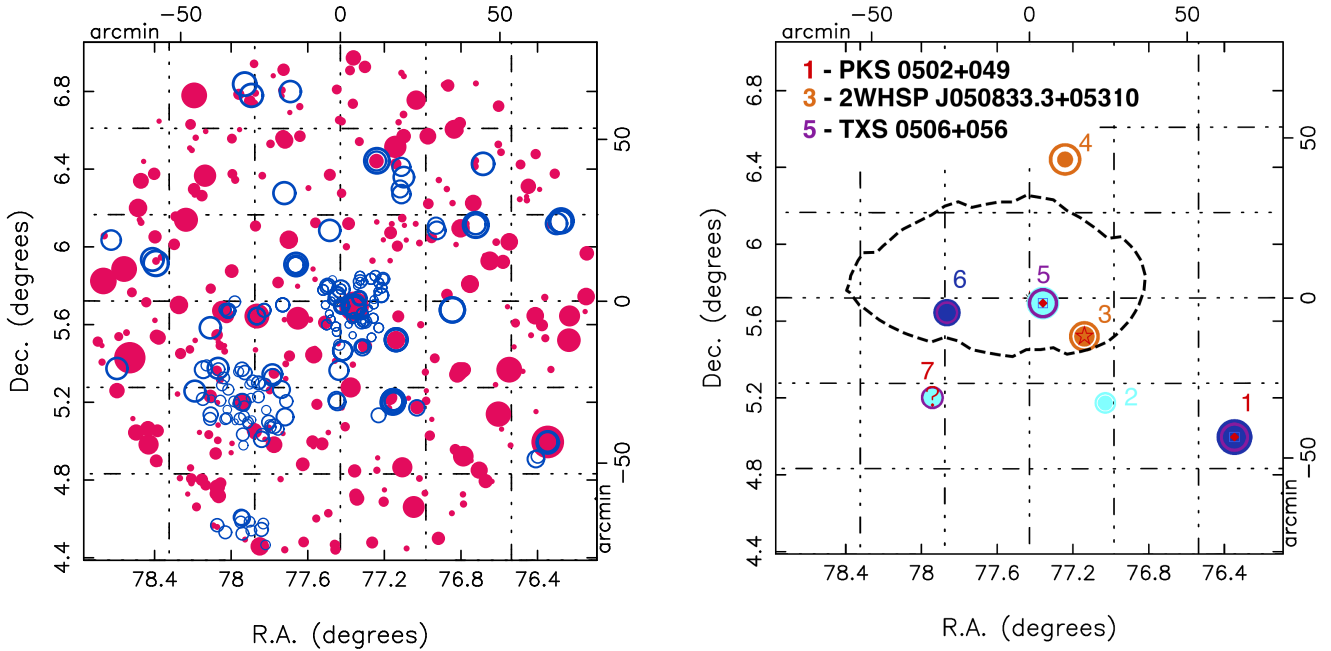 −50 0 50
arcmin
6.8
6.4
6
5.6
5.2
4.8
4.4
Dec. (degrees)
50
0
−50
arcmin
78.4 78 77.6 77.2 76.8 76.4
R.A. (degrees)
−50 0 50
arcmin
1 - PKS 0502+049
3 - 2WHSP J050833.3+05310
5 - TXS 0506+056
4
6
5
3
7
?
2
1
6.8
6.4
6
5.6
5.2
4.8
4.4
Dec. (degrees)
50
0
−50
arcmin
78.4 78 77.6 77.2 76.8 76.4
R.A. (degrees)